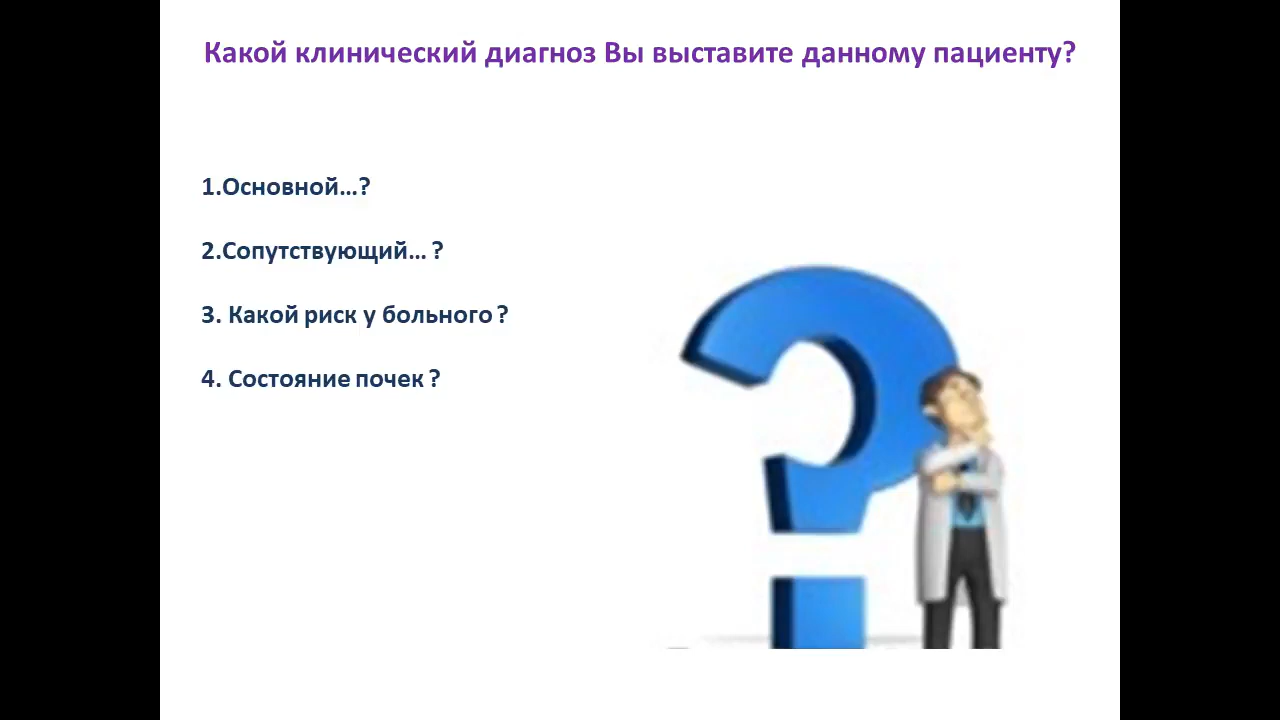 Какой клинический диагноз Вы выставите данному пациенту?
1.Основной...?
2.Сопутствующий... ?
3. Какой риск у больного ?
4. Состояние почек ?